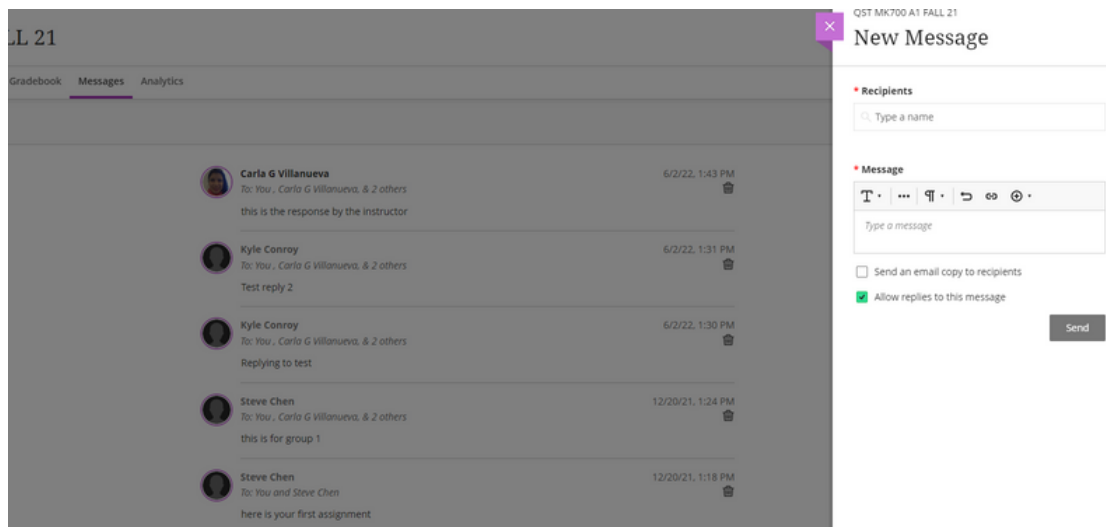 LL 21
Gradebook Messages Analytics
Carla G Villanueva 6/2/22, 1:43 PM
To: You , Carla G Villanueva, & 2 others
this is the response by the instructor
Kyle Conroy 6/2/22, 1:31 PM
To: You , Carla G Villanueva, & 2 others
Test reply 2
Kyle Conroy 6/2/22, 1:30 PM
To: You , Carla G Villanueva, & 2 others
Replying to test
Steve Chen 12/20/21, 1:24 PM
To: You , Carla G Villanueva, & 2 others
this is for group 1
Steve Chen 12/20/21, 1:18 PM
To: You and Steve Chen
here is your first assignment
QST MK700 A1 FALL 21
New Message
* Recipients
Type a name
* Message
Type a message
Send an email copy to recipients
Allow replies to this message
Send